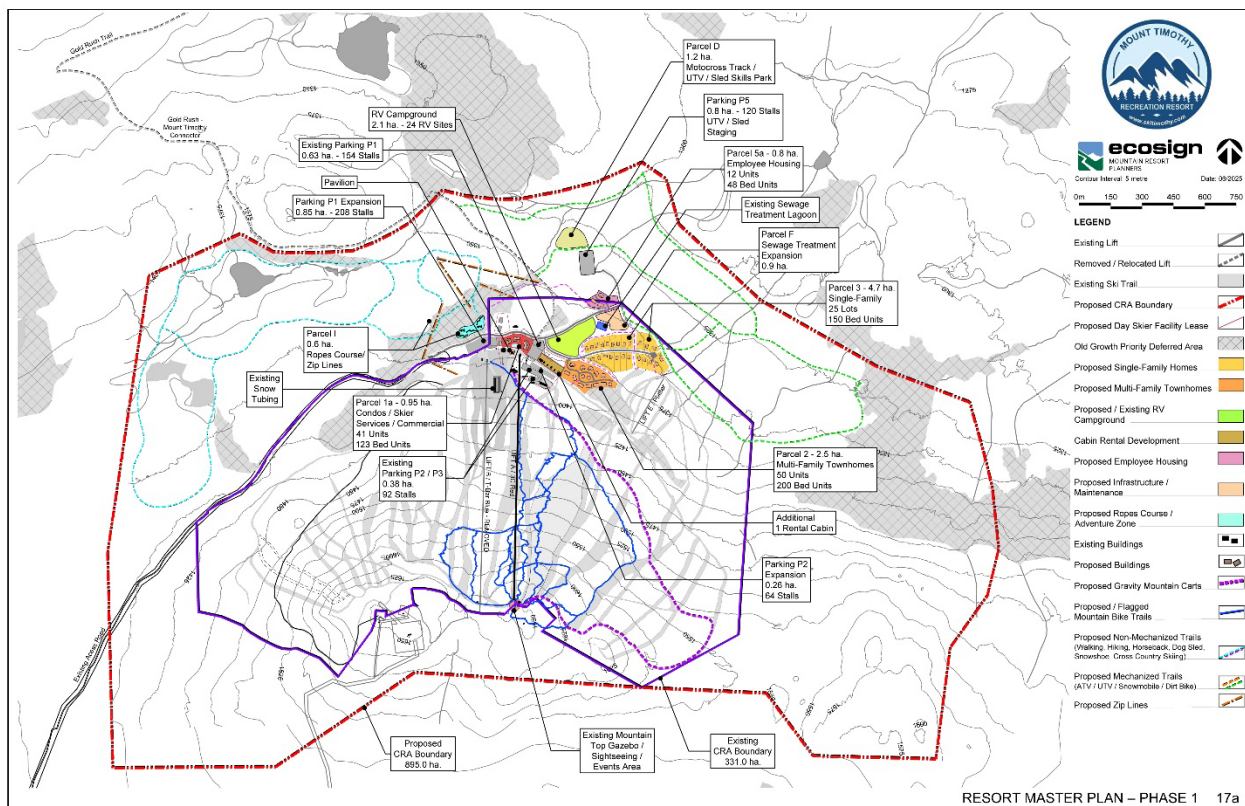 Gold Rush Trail
Gold Rush -
Mount Timothy
Connector
Parcel D
1.2 ha.
Motocross Track /
UTV / Sled Skills Park
RV Campground
2.1 ha. - 24 RV Sites
Parking P5
0.8 ha. - 120 Stalls
UTV / Sled
Staging
Existing Parking P1
0.63 ha. - 154 Stalls
Parcel 5a - 0.8 ha.
Employee Housing
12 Units
48 Bed Units
Pavilion
Parking P1 Expansion
0.85 ha. - 208 Stalls
Existing Sewage
Treatment Lagoon
Parcel F
Sewage Treatment
Expansion
0.9 ha.
Parcel 3 - 4.7 ha.
Single-Family
25 Lots
150 Bed Units
Parcel I
0.6 ha.
Ropes Course/
Zip Lines
Existing
Snow
Tubing
Parcel 1a - 0.95 ha.
Condos / Skier
Services / Commercial
41 Units
123 Bed Units
Existing
Parking P2 / P3
0.38 ha.
92 Stalls
Parcel 2 - 2.5 ha.
Multi-Family Townhomes
50 Units
200 Bed Units
Additional
1 Rental Cabin
Parking P2
Expansion
0.26 ha.
64 Stalls
Existing Access Road
Proposed
CRA Boundary
895.0 ha.
Existing Mountain
Top Gazebo /
Sightseeing /
Events Area
Existing
CRA Boundary
331.0 ha.
MOUNT TIMOTHY
RECREATION RESORT
www.skitimothy.com
ecosign
MOUNTAIN RESORT
PLANNERS
Contour Interval: 5 metre
Date: 06/2025
0m 150 300 450 600 750
LEGEND
Existing Lift
Removed / Relocated Lift
Existing Ski Trail
Proposed CRA Boundary
Proposed Day Skier Facility Lease
Old Growth Priority Deferred Area
Proposed Single-Family Homes
Proposed Multi-Family Townhomes
Proposed / Existing RV
Campground
Cabin Rental Development
Proposed Employee Housing
Proposed Infrastructure /
Maintenance
Proposed Ropes Course /
Adventure Zone
Existing Buildings
Proposed Buildings
Proposed Gravity Mountain Carts
Proposed / Flagged
Mountain Bike Trails
Proposed Non-Mechanized Trails
(Walking, Hiking, Horseback, Dog Sled,
Snowshoe, Cross Country Skiing)
Proposed Mechanized Trails
(ATV / UTV / Snowmobile / Dirt Bike)
Proposed Zip Lines
RESORT MASTER PLAN – PHASE 1 17a